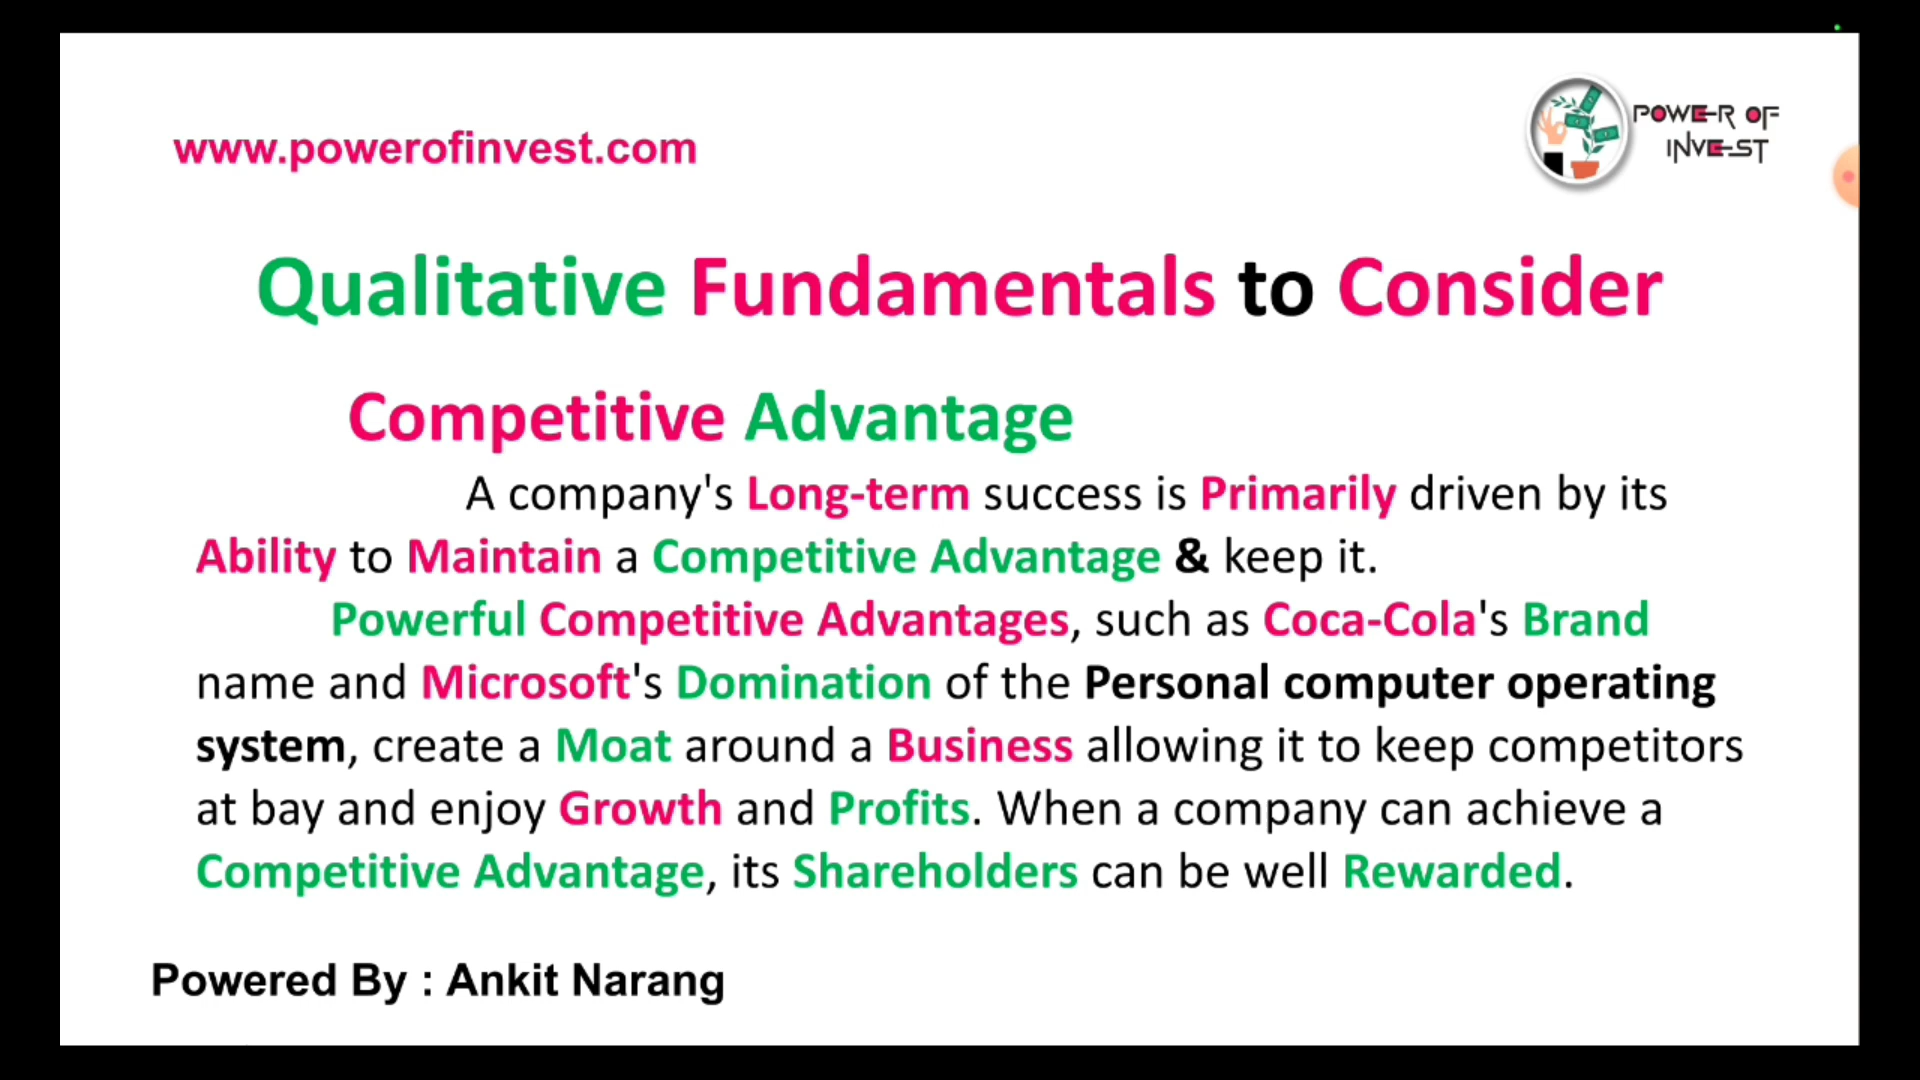 www.powerofinvest.com
POWER OF
INVEST
Qualitative Fundamentals to Consider
Competitive Advantage
A company's Long-term success is Primarily driven by its
Ability to Maintain a Competitive Advantage & keep it.
Powerful Competitive Advantages, such as Coca-Cola's Brand
name and Microsoft's Domination of the Personal computer operating
system, create a Moat around a Business allowing it to keep competitors
at bay and enjoy Growth and Profits. When a company can achieve a
Competitive Advantage, its Shareholders can be well Rewarded.
Powered By : Ankit Narang